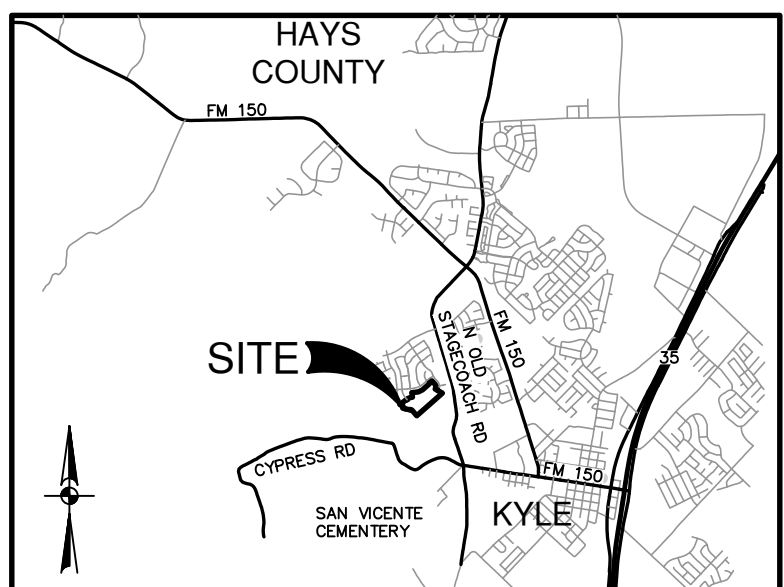 HAYS
COUNTY
FM 150
N OLD
STAGECOACH RD
FM 150
35
SITE
CYPRESS RD
FM 150
SAN VICENTE
CEMENTERY
KYLE